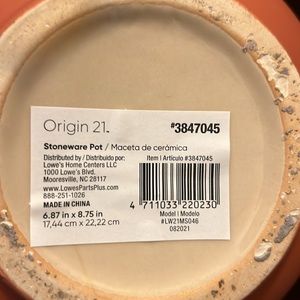 Origin 21™ #3847045
Stoneware Pot / Maceta de cerámica
Distributed by / Distribuido por:
Lowe's Home Centers LLC
1000 Lowe's Blvd.
Mooresville, NC 28117
www.LowesPartsPlus.com
888-251-1026
MADE IN CHINA
6.87 in x 8.75 in
17,44 cm x 22,22 cm
Item | Artículo #3847045
4 711033 220230
Model | Modelo
#LW21MS046
082021